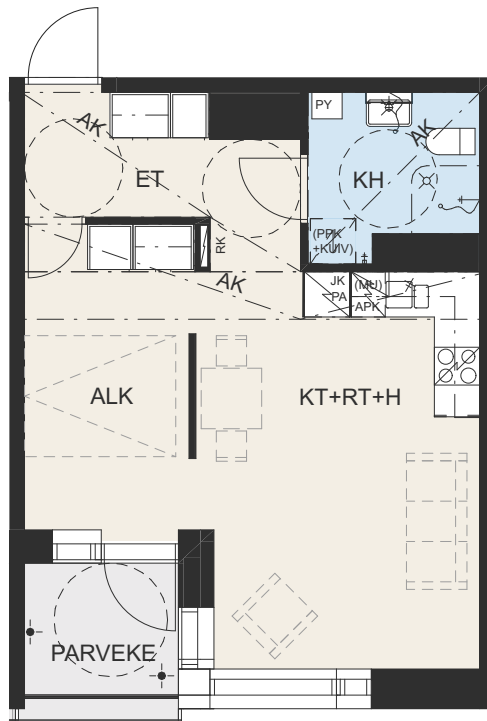 PY
AK
AK
ET
KH
(PPK
+KUIV)
RK
AK
JK
PA
(MU)
APK
ALK
KT+RT+H
PARVEKE